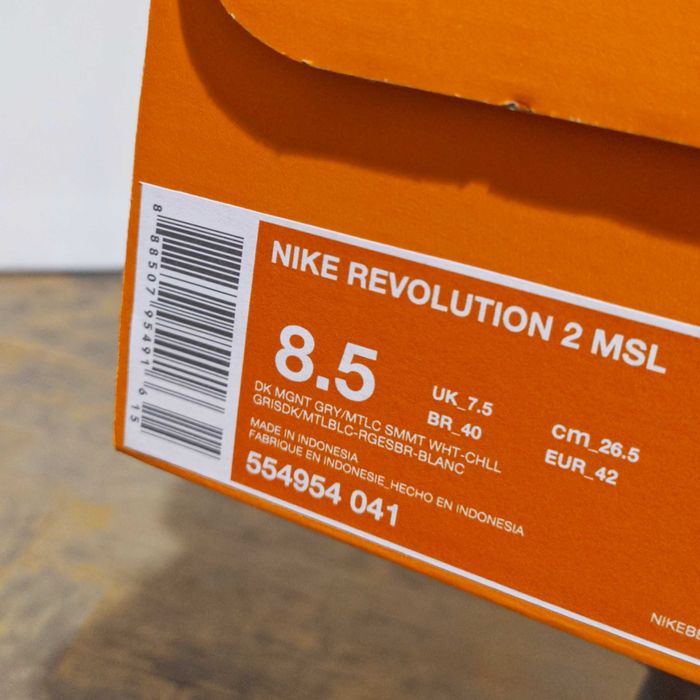 NIKE REVOLUTION 2 MSL
8.5
UK_7.5
BR_40
cm_26.5
EUR_42
DK MGNT GRY/MTLC SMMT WHT-CHLL
GRISDK/MTLBLC-RGESBR-BLANC
MADE IN INDONESIA
FABRIQUE EN INDONESIE_HECHO EN INDONESIA
554954 041
8 88507 95491 6 15